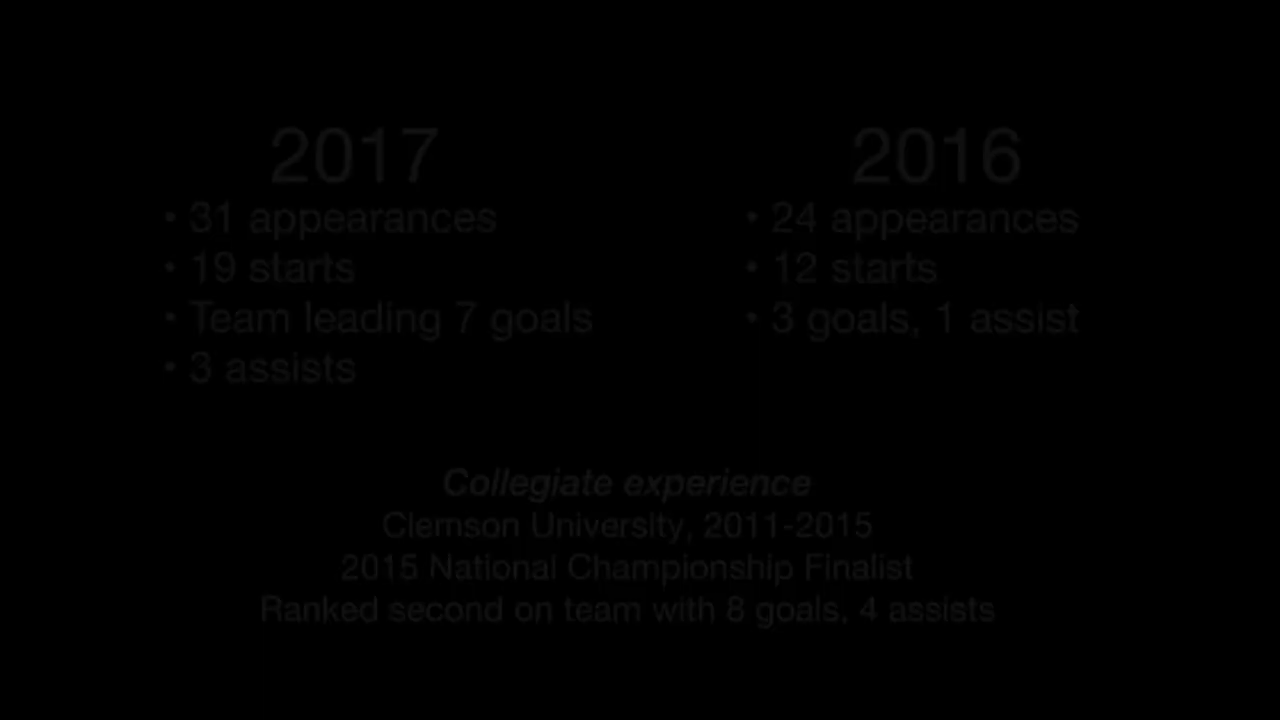 2017
• 31 appearances
• 19 starts
• Team leading 7 goals
• 3 assists
2016
• 24 appearances
• 12 starts
• 3 goals, 1 assist
Collegiate experience
Clemson University, 2011-2015
2015 National Championship Finalist
Ranked second on team with 8 goals, 4 assists